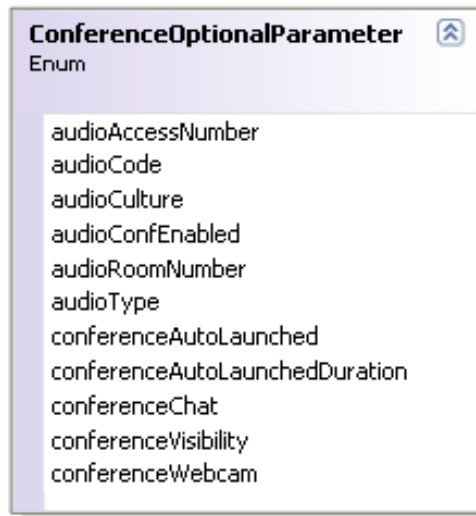 ConferenceOptionalParameter
Enum
audioAccessNumber
audioCode
audioCulture
audioConfEnabled
audioRoomNumber
audioType
conferenceAutoLaunched
conferenceAutoLaunchedDuration
conferenceChat
conferenceVisibility
conferenceWebcam